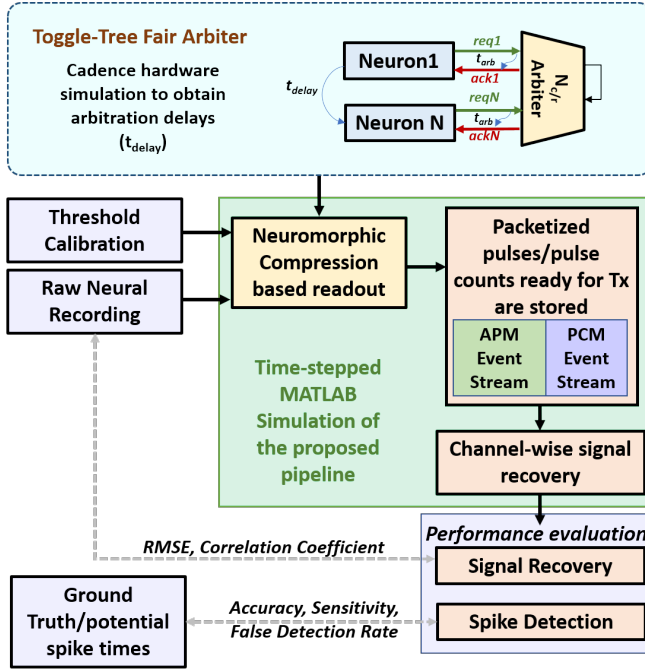 Toggle-Tree Fair Arbiter
Cadence hardware
simulation to obtain
arbitration delays
(tdelay)
Neuron1
Neuron N
tdelay
req1
tarb
ack1
reqN
tarb
ackN
Nc/r
Arbiter
Threshold
Calibration
Raw Neural
Recording
Neuromorphic
Compression
based readout
Packetized
pulses/pulse
counts ready for Tx
are stored
APM
Event
Stream
PCM
Event
Stream
Time-stepped
MATLAB
Simulation of
the proposed
pipeline
Channel-wise signal
recovery
Performance evaluation
Signal Recovery
Spike Detection
RMSE, Correlation Coefficient
Ground
Truth/potential
spike times
Accuracy, Sensitivity,
False Detection Rate